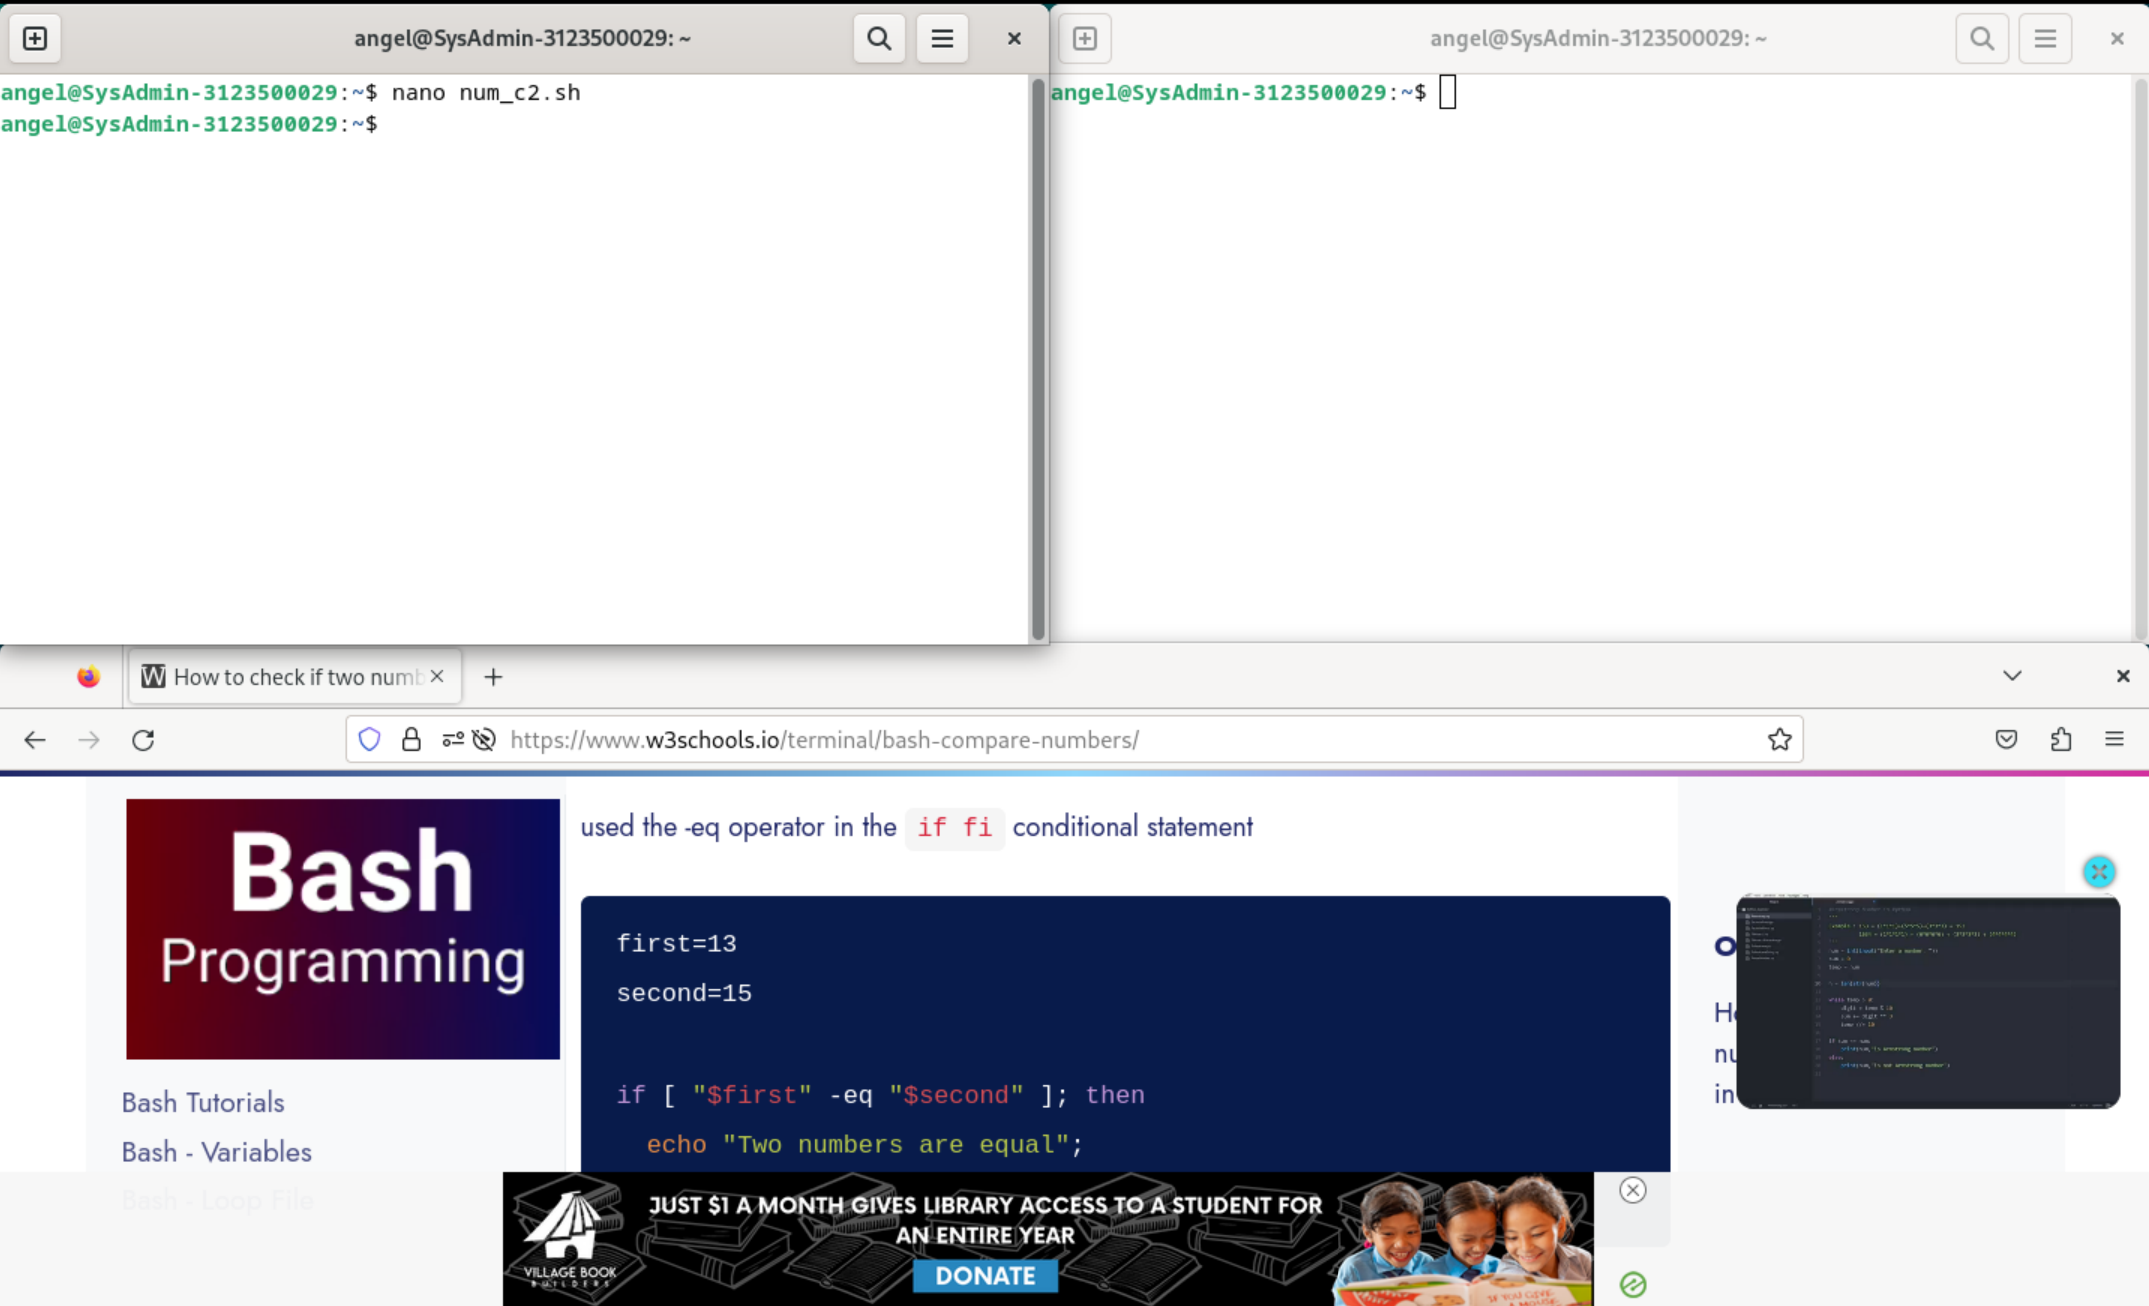 angel@SysAdmin-3123500029: ~
angel@SysAdmin-3123500029:~$ nano num_c2.sh
angel@SysAdmin-3123500029:~$
angel@SysAdmin-3123500029: ~
angel@SysAdmin-3123500029:~$
How to check if two numb
https://www.w3schools.io/terminal/bash-compare-numbers/
Bash
Programming
Bash Tutorials
Bash - Variables
Bash - Loop File
used the -eq operator in the if fi conditional statement
first=13
second=15
if [ "$first" -eq "$second" ]; then
echo "Two numbers are equal";
JUST $1 A MONTH GIVES LIBRARY ACCESS TO A STUDENT FOR
AN ENTIRE YEAR
DONATE
VILLAGE BOOK
BUILDERS